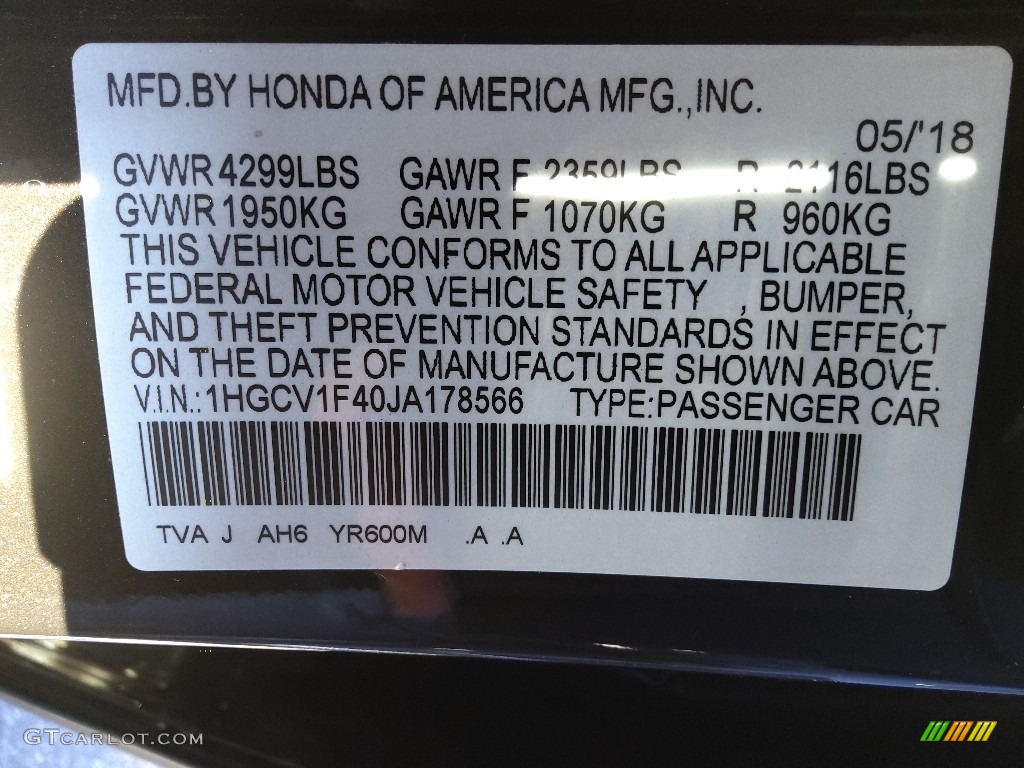 MFD.BY HONDA OF AMERICA MFG.,INC.
05/'18
GVWR 4299LBS GAWR F 2359LBS R 2116LBS
GVWR 1950KG GAWR F 1070KG R 960KG
THIS VEHICLE CONFORMS TO ALL APPLICABLE
FEDERAL MOTOR VEHICLE SAFETY , BUMPER,
AND THEFT PREVENTION STANDARDS IN EFFECT
ON THE DATE OF MANUFACTURE SHOWN ABOVE.
V.I.N.: 1HGCV1F40JA178566 TYPE:PASSENGER CAR
TVA J AH6 YR600M .A .A
GTCARLOT.COM